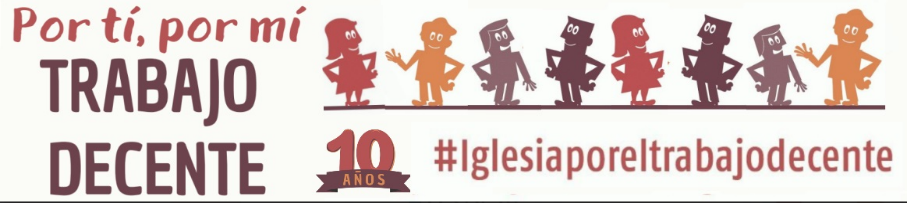 Por tí, por mí
TRABAJO
DECENTE
10
AÑOS
#Iglesiaporeltrabajodecente